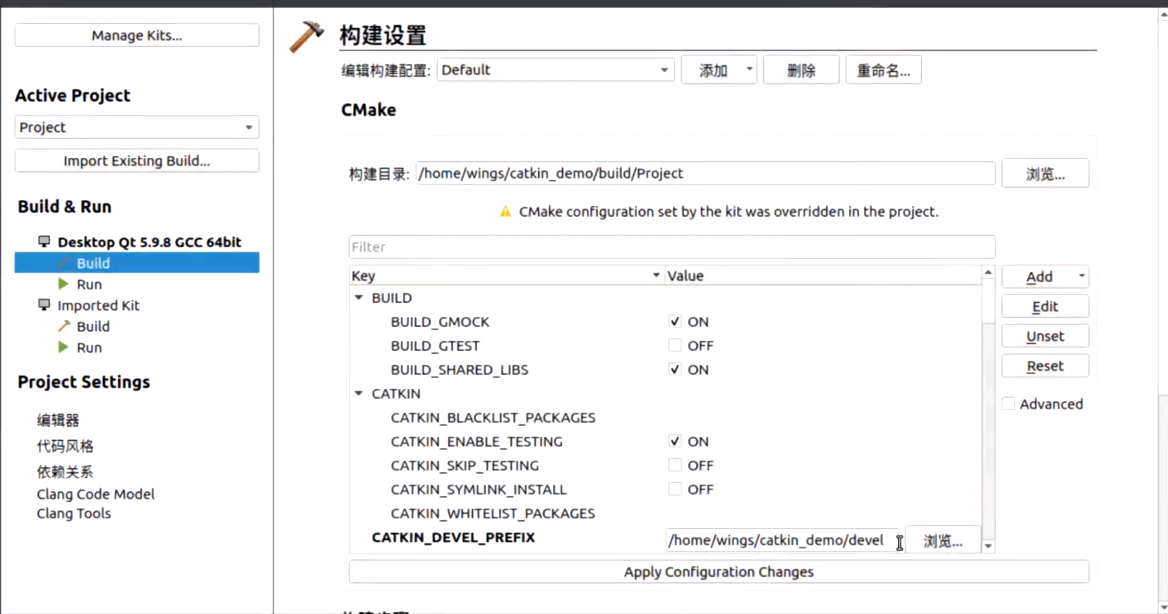 Manage Kits...
Active Project
Project
Import Existing Build...
Build & Run
Desktop Qt 5.9.8 GCC 64bit
Build
Run
Imported Kit
Build
Run
Project Settings
编辑器
代码风格
依赖关系
Clang Code Model
Clang Tools
构建设置
编辑构建配置: Default 添加 删除 重命名...
CMake
构建目录: /home/wings/catkin_demo/build/Project 浏览...
CMake configuration set by the kit was overridden in the project.
Filter
Key Value
BUILD
BUILD_GMOCK ON
BUILD_GTEST OFF
BUILD_SHARED_LIBS ON
CATKIN
CATKIN_BLACKLIST_PACKAGES
CATKIN_ENABLE_TESTING ON
CATKIN_SKIP_TESTING OFF
CATKIN_SYMLINK_INSTALL OFF
CATKIN_WHITELIST_PACKAGES
CATKIN_DEVEL_PREFIX /home/wings/catkin_demo/devel 浏览...
Add
Edit
Unset
Reset
Advanced
Apply Configuration Changes